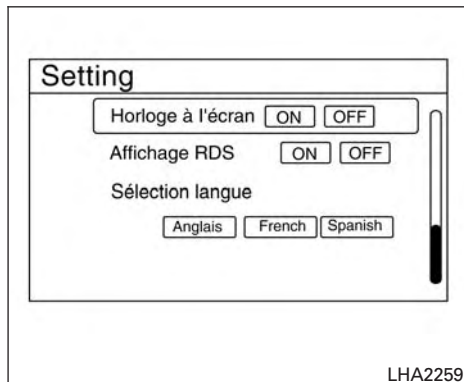 Setting
Horloge à l'écran ON OFF
Affichage RDS ON OFF
Sélection langue
Anglais French Spanish
LHA2259